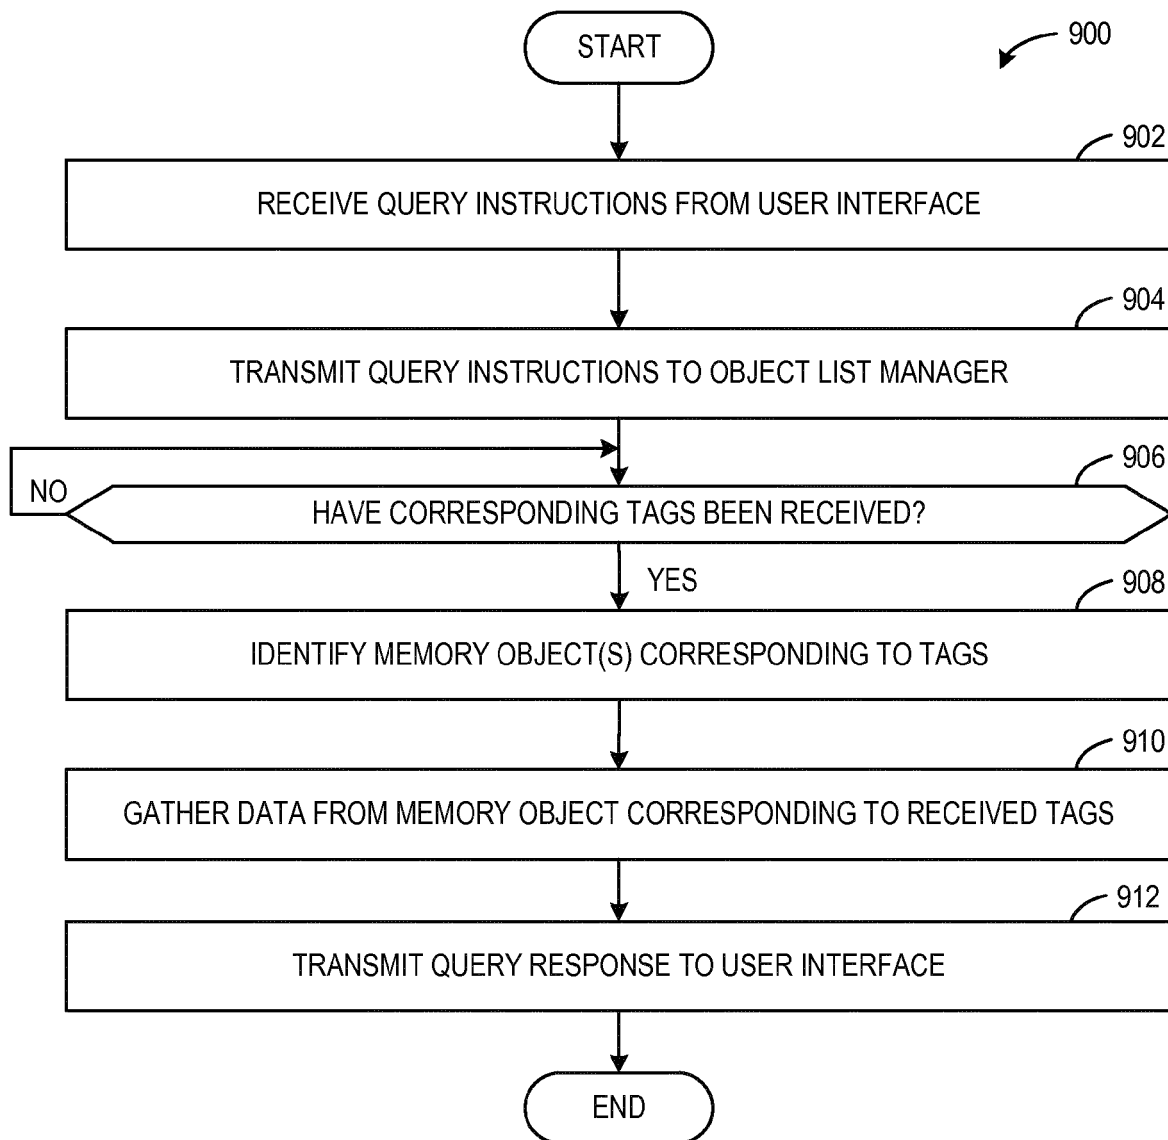 START
900
902
RECEIVE QUERY INSTRUCTIONS FROM USER INTERFACE
904
TRANSMIT QUERY INSTRUCTIONS TO OBJECT LIST MANAGER
906
NO
HAVE CORRESPONDING TAGS BEEN RECEIVED?
YES
908
IDENTIFY MEMORY OBJECT(S) CORRESPONDING TO TAGS
910
GATHER DATA FROM MEMORY OBJECT CORRESPONDING TO RECEIVED TAGS
912
TRANSMIT QUERY RESPONSE TO USER INTERFACE
END